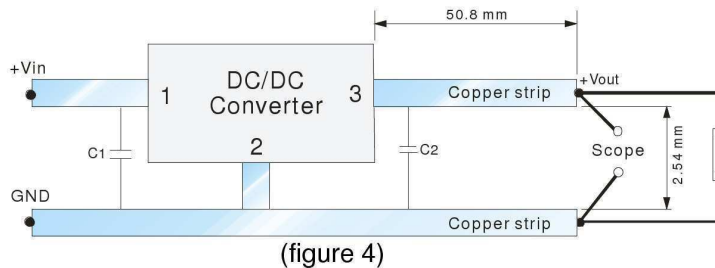 50.8 mm
+Vin
DC/DC
Converter
1
2
3
Copper strip
+Vout
C1
C2
Scope
2.54 mm
GND
Copper strip
(figure 4)